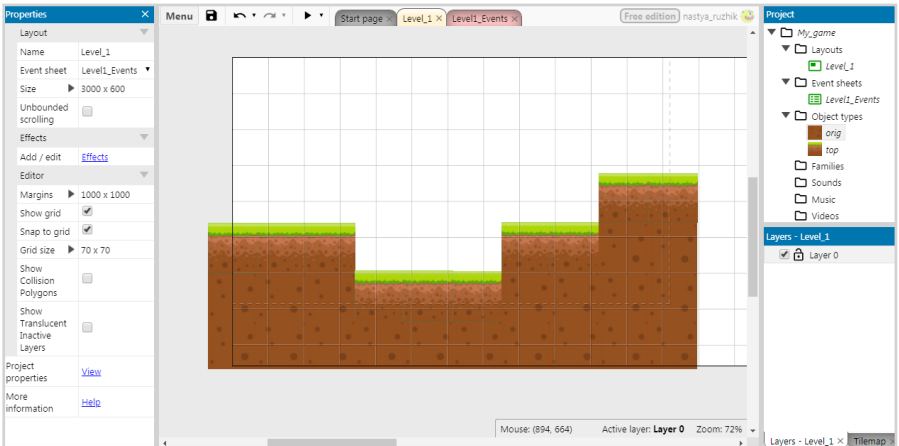 Properties ×
Layout
Name Level_1
Event sheet Level1_Events
Size 3000 x 600
Unbounded
scrolling
Effects
Add / edit Effects
Editor
Margins 1000 x 1000
Show grid
Snap to grid
Grid size 70 x 70
Show
Collision
Polygons
Show
Translucent
Inactive
Layers
Project
properties View
More
information Help
Menu
Start page ×
Level_1 ×
Level1_Events ×
Free edition nastya_ruzhik
Mouse: (894, 664) Active layer: Layer 0 Zoom: 72%
Project
My_game
Layouts
Level_1
Event sheets
Level1_Events
Object types
orig
top
Families
Sounds
Music
Videos
Layers - Level_1
Layer 0
Layers - Level_1 × Tilemap